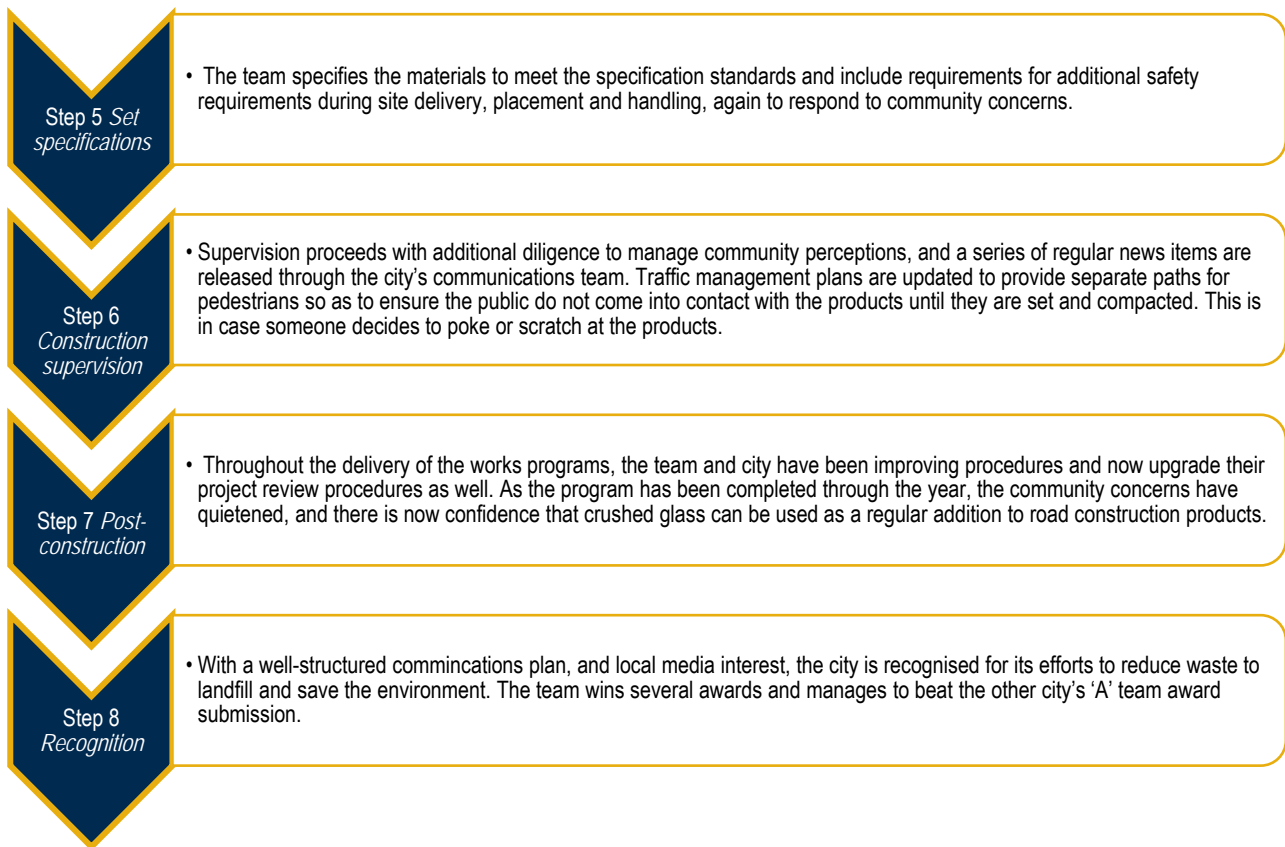 Step 5 Set
specifications
• The team specifies the materials to meet the specification standards and include requirements for additional safety
requirements during site delivery, placement and handling, again to respond to community concerns.
Step 6
Construction
supervision
• Supervision proceeds with additional diligence to manage community perceptions, and a series of regular news items are
released through the city’s communications team. Traffic management plans are updated to provide separate paths for
pedestrians so as to ensure the public do not come into contact with the products until they are set and compacted. This is
in case someone decides to poke or scratch at the products.
Step 7 Post-
construction
• Throughout the delivery of the works programs, the team and city have been improving procedures and now upgrade their
project review procedures as well. As the program has been completed through the year, the community concerns have
quietened, and there is now confidence that crushed glass can be used as a regular addition to road construction products.
Step 8
Recognition
• With a well-structured commincations plan, and local media interest, the city is recognised for its efforts to reduce waste to
landfill and save the environment. The team wins several awards and manages to beat the other city’s ‘A’ team award
submission.